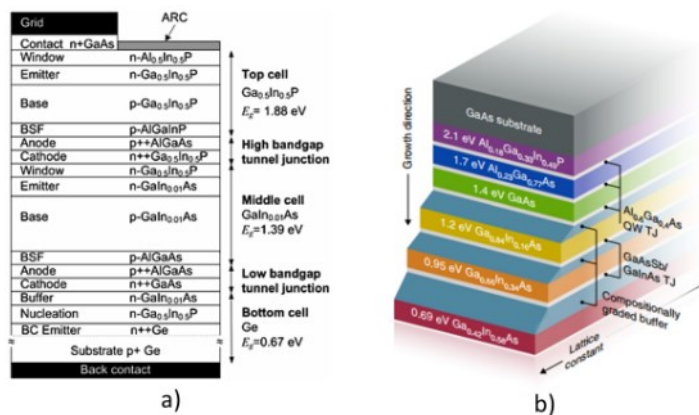 Grid
ARC
Contact n+GaAs
Window n-Al0.5In0.5P
Emitter n-Ga0.5In0.5P
Base p-Ga0.5In0.5P
BSF p-AlGaInP
Anode p++AlGaAs
Cathode n++Ga0.5In0.5P
Window n-Ga0.5In0.5P
Emitter n-GaIn0.01As
Base p-GaIn0.01As
BSF p-AlGaAs
Anode p++AlGaAs
Cathode n++GaAs
Buffer n-GaIn0.01As
Nucleation n-Ga0.5In0.5P
BC Emitter n++Ge
Substrate p+ Ge
Back contact
Top cell
Ga0.5In0.5P
Eg= 1.88 eV
High bandgap
tunnel junction
Middle cell
GaIn0.01As
Eg=1.39 eV
Low bandgap
tunnel junction
Bottom cell
Ge
Eg=0.67 eV
a)
Growth direction
GaAs substrate
2.1 eV Al0.18Ga0.33In0.49P
1.7 eV Al0.23Ga0.77As
1.4 eV GaAs
1.2 eV Ga0.84In0.16As
0.95 eV Ga0.66In0.34As
0.69 eV Ga0.42In0.58As
Al0.6Ga0.4As
QW TJ
GaAsSb/
GaInAs TJ
Compositionally
graded buffer
Lattice
constant
b)